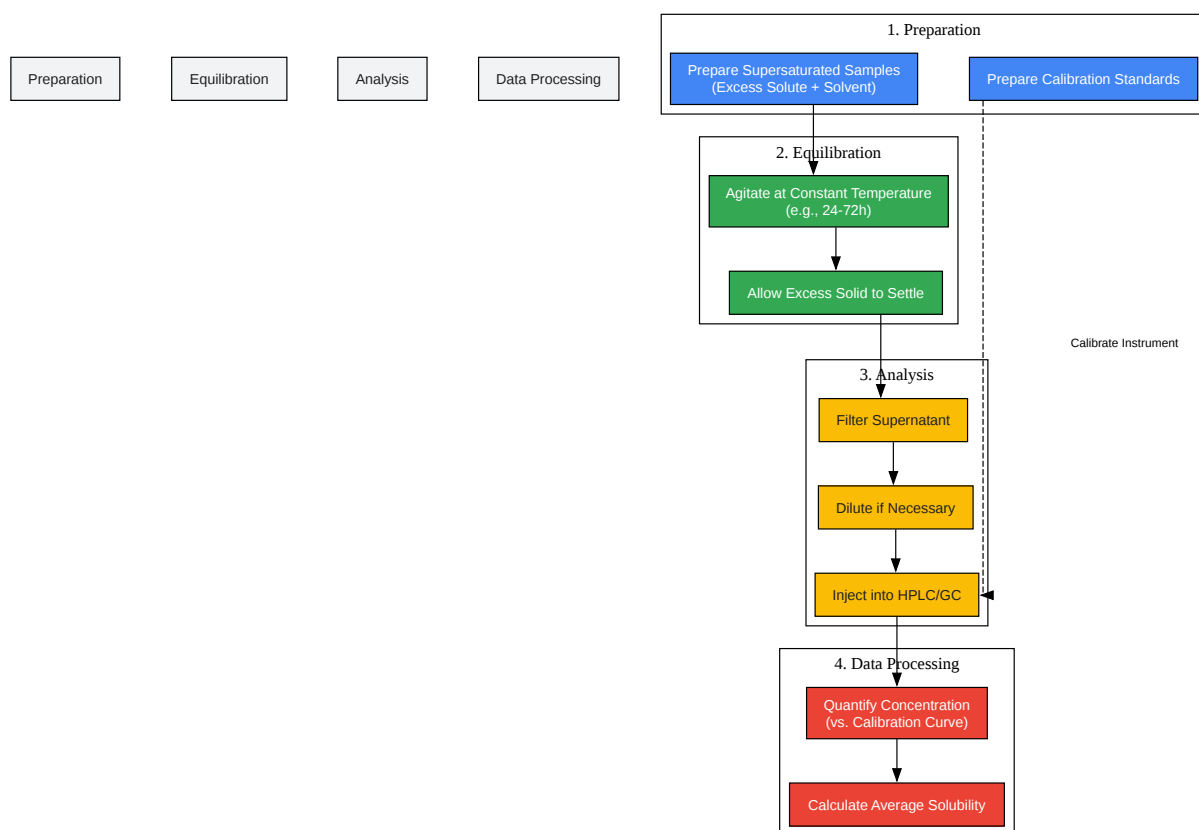 Preparation
Equilibration
Analysis
Data Processing
1. Preparation
Prepare Supersaturated Samples
(Excess Solute + Solvent)
Prepare Calibration Standards
2. Equilibration
Agitate at Constant Temperature
(e.g., 24-72h)
Allow Excess Solid to Settle
Calibrate Instrument
3. Analysis
Filter Supernatant
Dilute if Necessary
Inject into HPLC/GC
4. Data Processing
Quantify Concentration
(vs. Calibration Curve)
Calculate Average Solubility